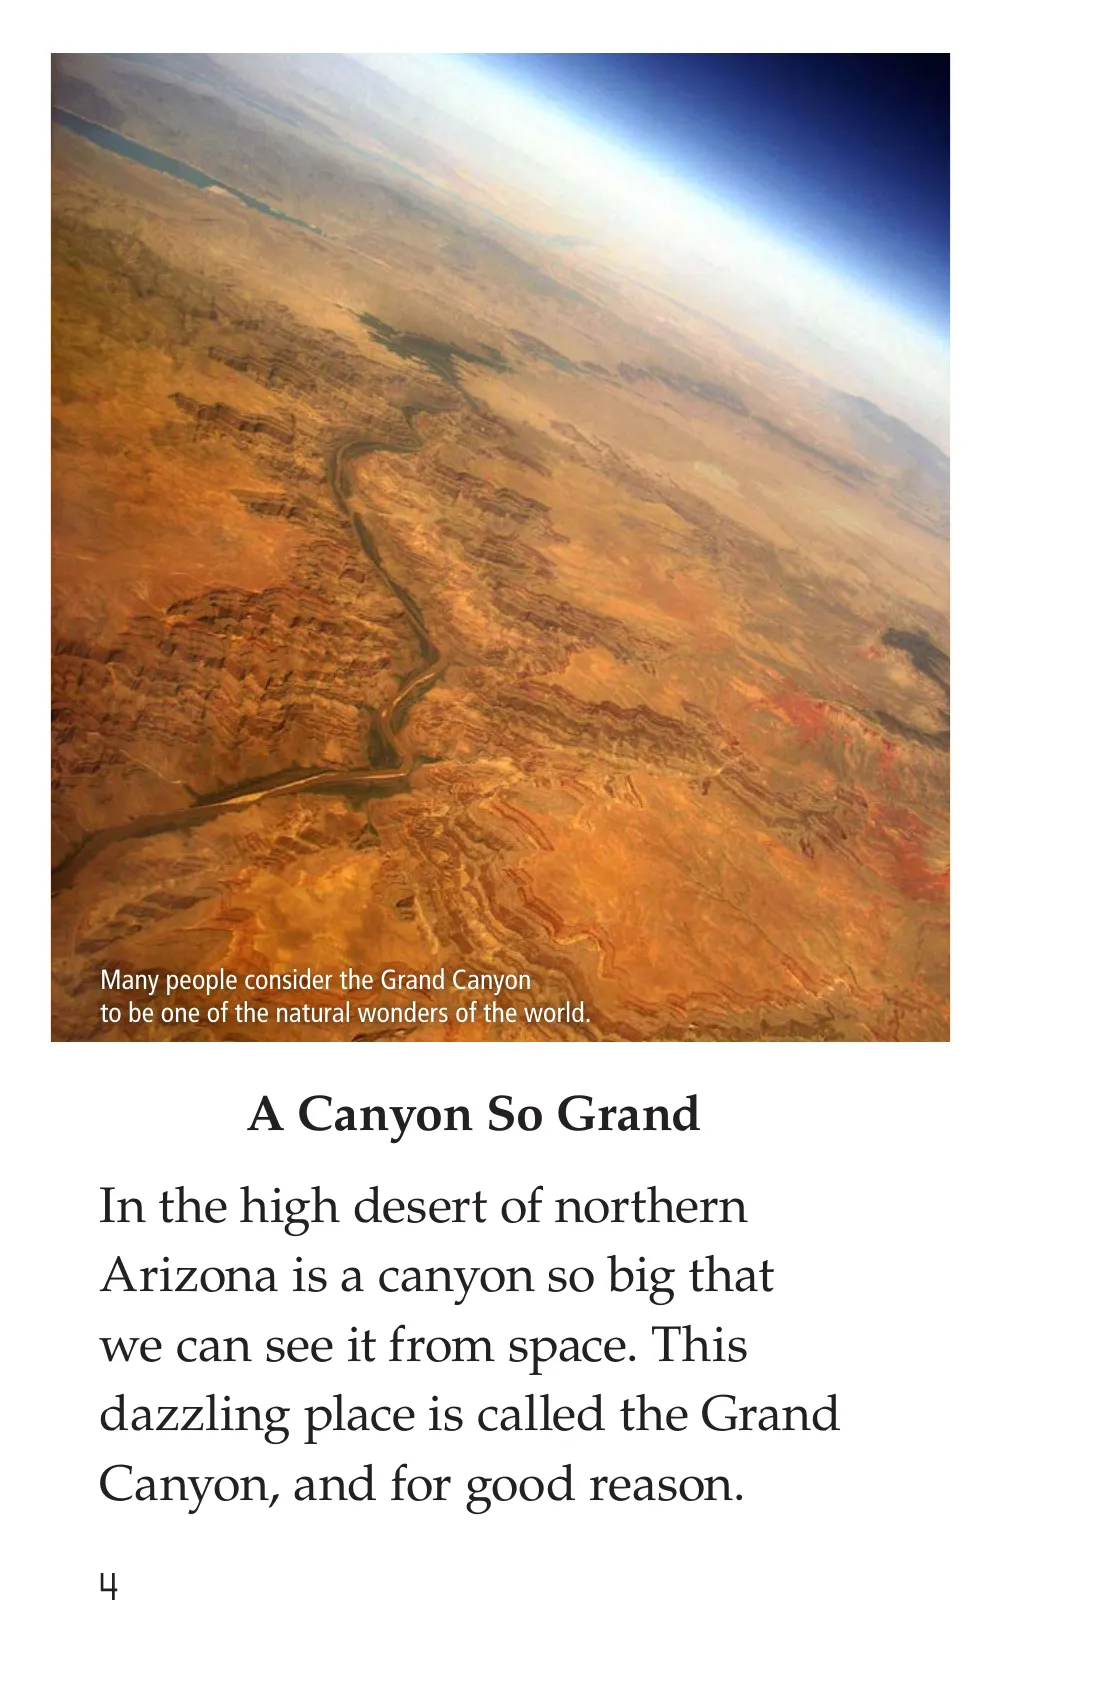 Many people consider the Grand Canyon
to be one of the natural wonders of the world.
A Canyon So Grand
In the high desert of northern
Arizona is a canyon so big that
we can see it from space. This
dazzling place is called the Grand
Canyon, and for good reason.
4